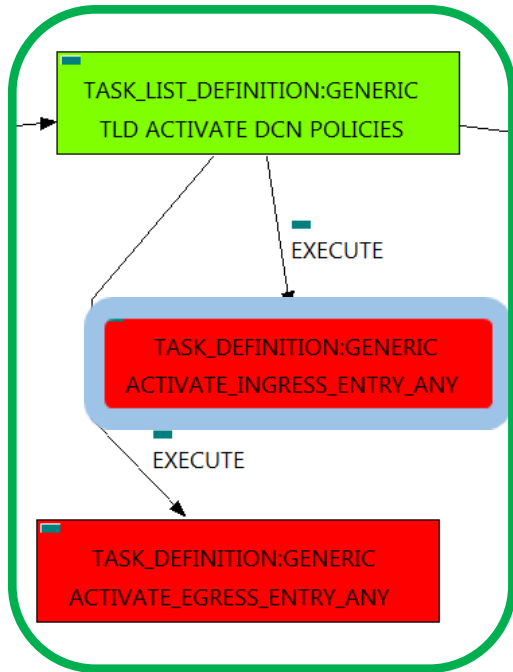 TASK_LIST_DEFINITION:GENERIC
TLD ACTIVATE DCN POLICIES
EXECUTE
TASK_DEFINITION:GENERIC
ACTIVATE_INGRESS_ENTRY_ANY
EXECUTE
TASK_DEFINITION:GENERIC
ACTIVATE_EGRESS_ENTRY_ANY